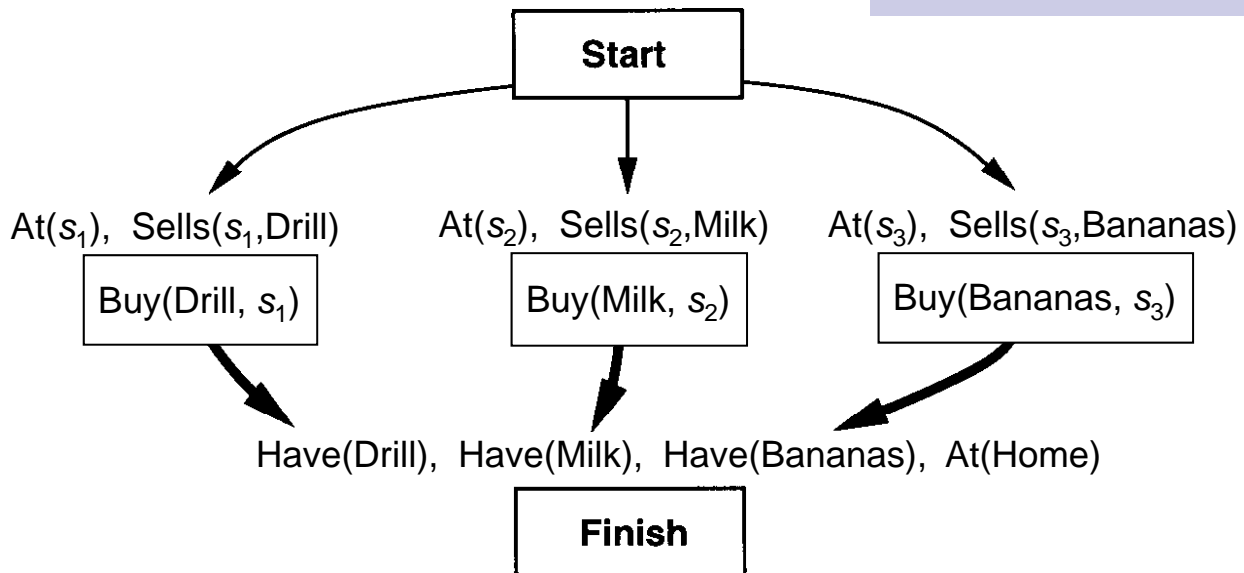 Start
At(s₁), Sells(s₁,Drill) At(s₂), Sells(s₂,Milk) At(s₃), Sells(s₃,Bananas)
Buy(Drill, s₁) Buy(Milk, s₂) Buy(Bananas, s₃)
Have(Drill), Have(Milk), Have(Bananas), At(Home)
Finish